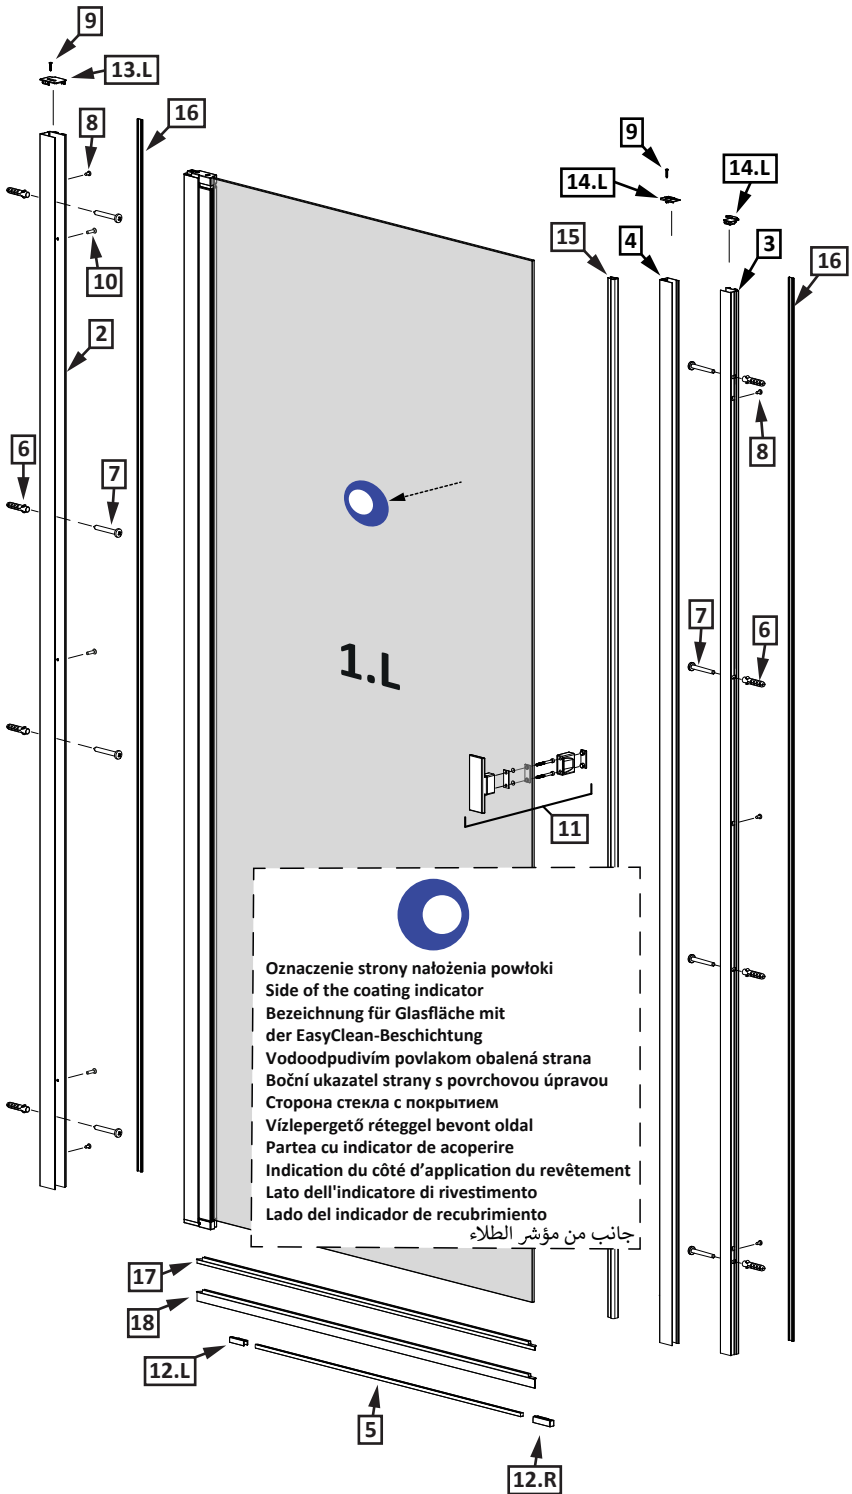 9
13.L
8
16
9
14.L
14.L
15
4
3
16
10
2
6
7
8
7
6
1.L
11
Oznaczenie strony nałożenia powłoki
Side of the coating indicator
Bezeichnung für Glasfläche mit
der EasyClean-Beschichtung
Vodoodpudivím povlakom obalená strana
Boční ukazatel strany s povrchovou úpravou
Сторона стекла с покрытием
Vízlepergető réteggel bevont oldal
Partea cu indicator de acoperire
Indication du côté d'application du revêtement
Lato dell'indicatore di rivestimento
Lado del indicador de recubrimiento
جانب من مؤشر الطلاء
17
18
12.L
5
12.R